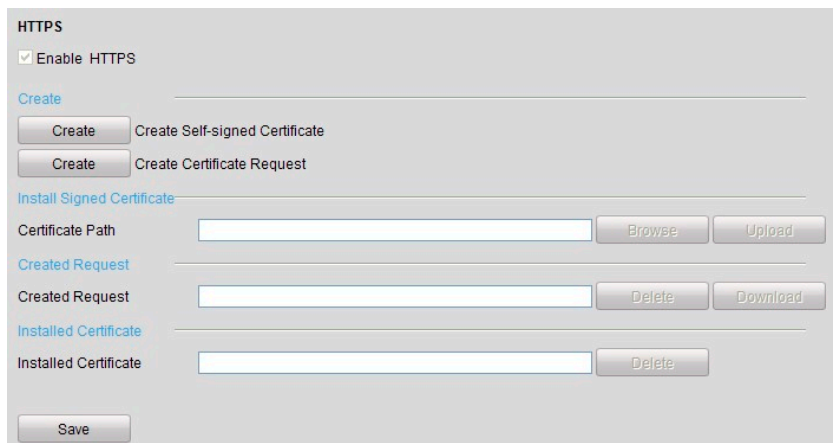 HTTPS
Enable HTTPS
Create
Create Create Self-signed Certificate
Create Create Certificate Request
Install Signed Certificate
Certificate Path Browse Upload
Created Request
Created Request Delete Download
Installed Certificate
Installed Certificate Delete
Save